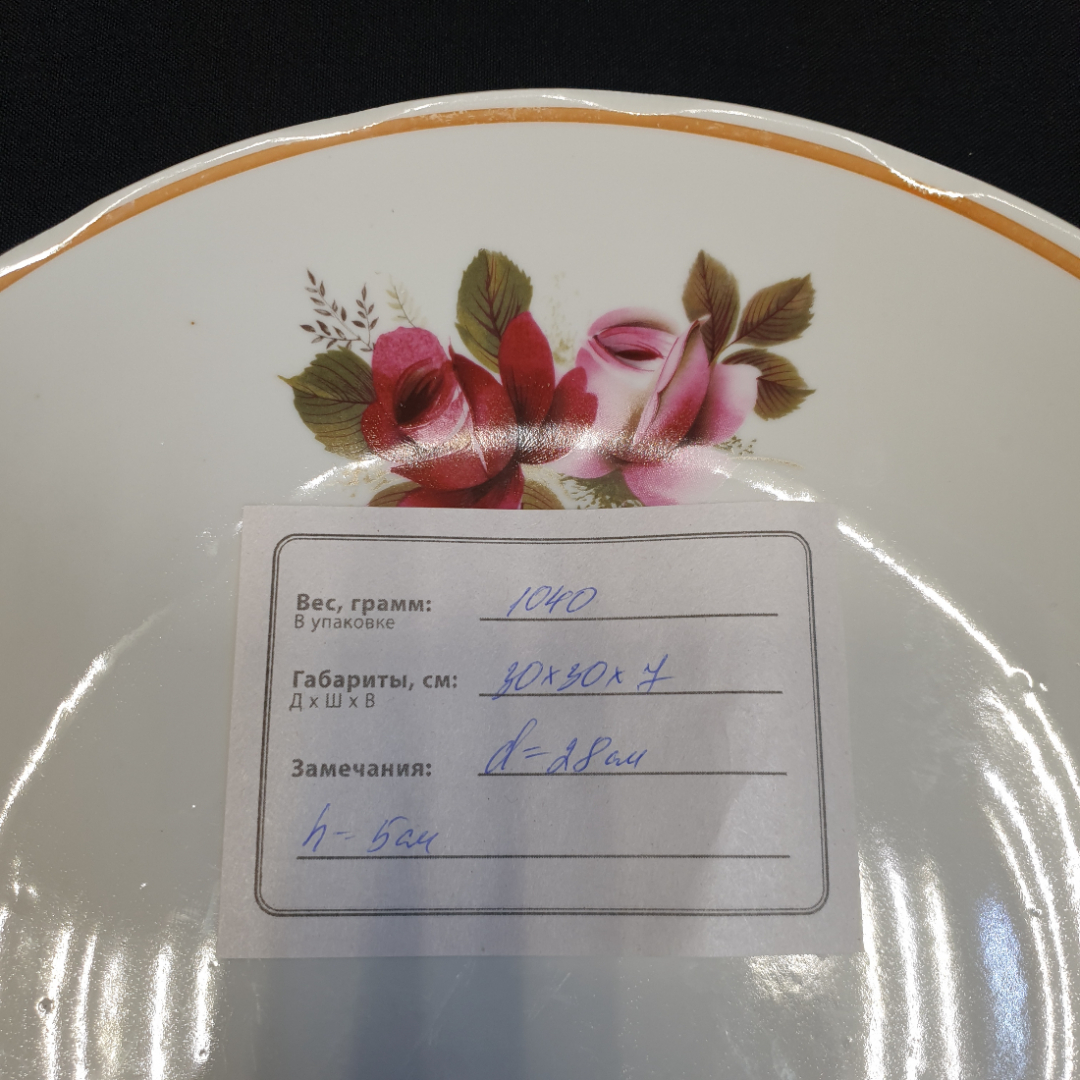 Вес, грамм: 1040
В упаковке
Габариты, см: 30х30х7
Д х Ш х В
Замечания: d=28см
h-5см